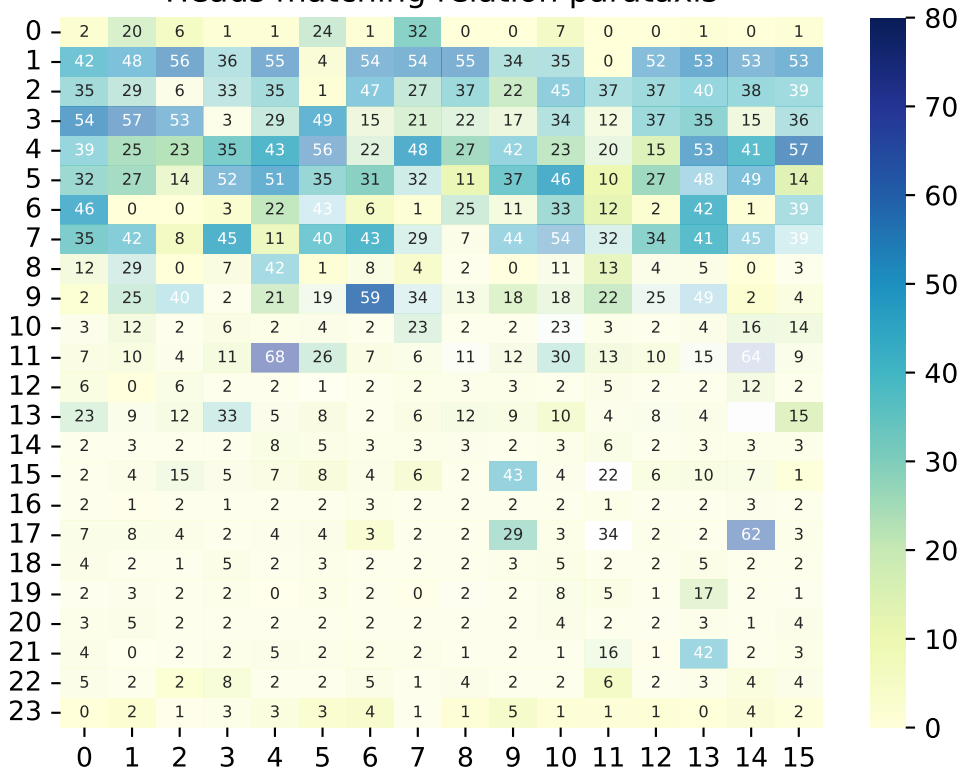 Heads matching relation parataxis
0 2 20 6 1 1 24 1 32 0 0 7 0 0 1 0 1
1 42 48 56 36 55 4 54 54 55 34 35 0 52 53 53 53
2 35 29 6 33 35 1 47 27 37 22 45 37 37 40 38 39
3 54 57 53 3 29 49 15 21 22 17 34 12 37 35 15 36
4 39 25 23 35 43 56 22 48 27 42 23 20 15 53 41 57
5 32 27 14 52 51 35 31 32 11 37 46 10 27 48 49 14
6 46 0 0 3 22 43 6 1 25 11 33 12 2 42 1 39
7 35 42 8 45 11 40 43 29 7 44 54 32 34 41 45 39
8 12 29 0 7 42 1 8 4 2 0 11 13 4 5 0 3
9 2 25 40 2 21 19 59 34 13 18 18 22 25 49 2 4
10 3 12 2 6 2 4 2 23 2 2 23 3 2 4 16 14
11 7 10 4 11 68 26 7 6 11 12 30 13 10 15 64 9
12 6 0 6 2 2 1 2 2 3 3 2 5 2 2 12 2
13 23 9 12 33 5 8 2 6 12 9 10 4 8 4 15
14 2 3 2 2 8 5 3 3 3 2 3 6 2 3 3 3
15 2 4 15 5 7 8 4 6 2 43 4 22 6 10 7 1
16 2 1 2 1 2 2 3 2 2 2 2 1 2 2 3 2
17 7 8 4 2 4 4 3 2 2 29 3 34 2 2 62 3
18 4 2 1 5 2 3 2 2 2 3 5 2 2 5 2 2
19 2 3 2 2 0 3 2 0 2 2 8 5 1 17 2 1
20 3 5 2 2 2 2 2 2 2 2 4 2 2 3 1 4
21 4 0 2 2 5 2 2 2 1 2 1 16 1 42 2 3
22 5 2 2 8 2 2 5 1 4 2 2 6 2 3 4 4
23 0 2 1 3 3 3 4 1 1 5 1 1 1 0 4 2
0 1 2 3 4 5 6 7 8 9 10 11 12 13 14 15
80
70
60
50
40
30
20
10
0